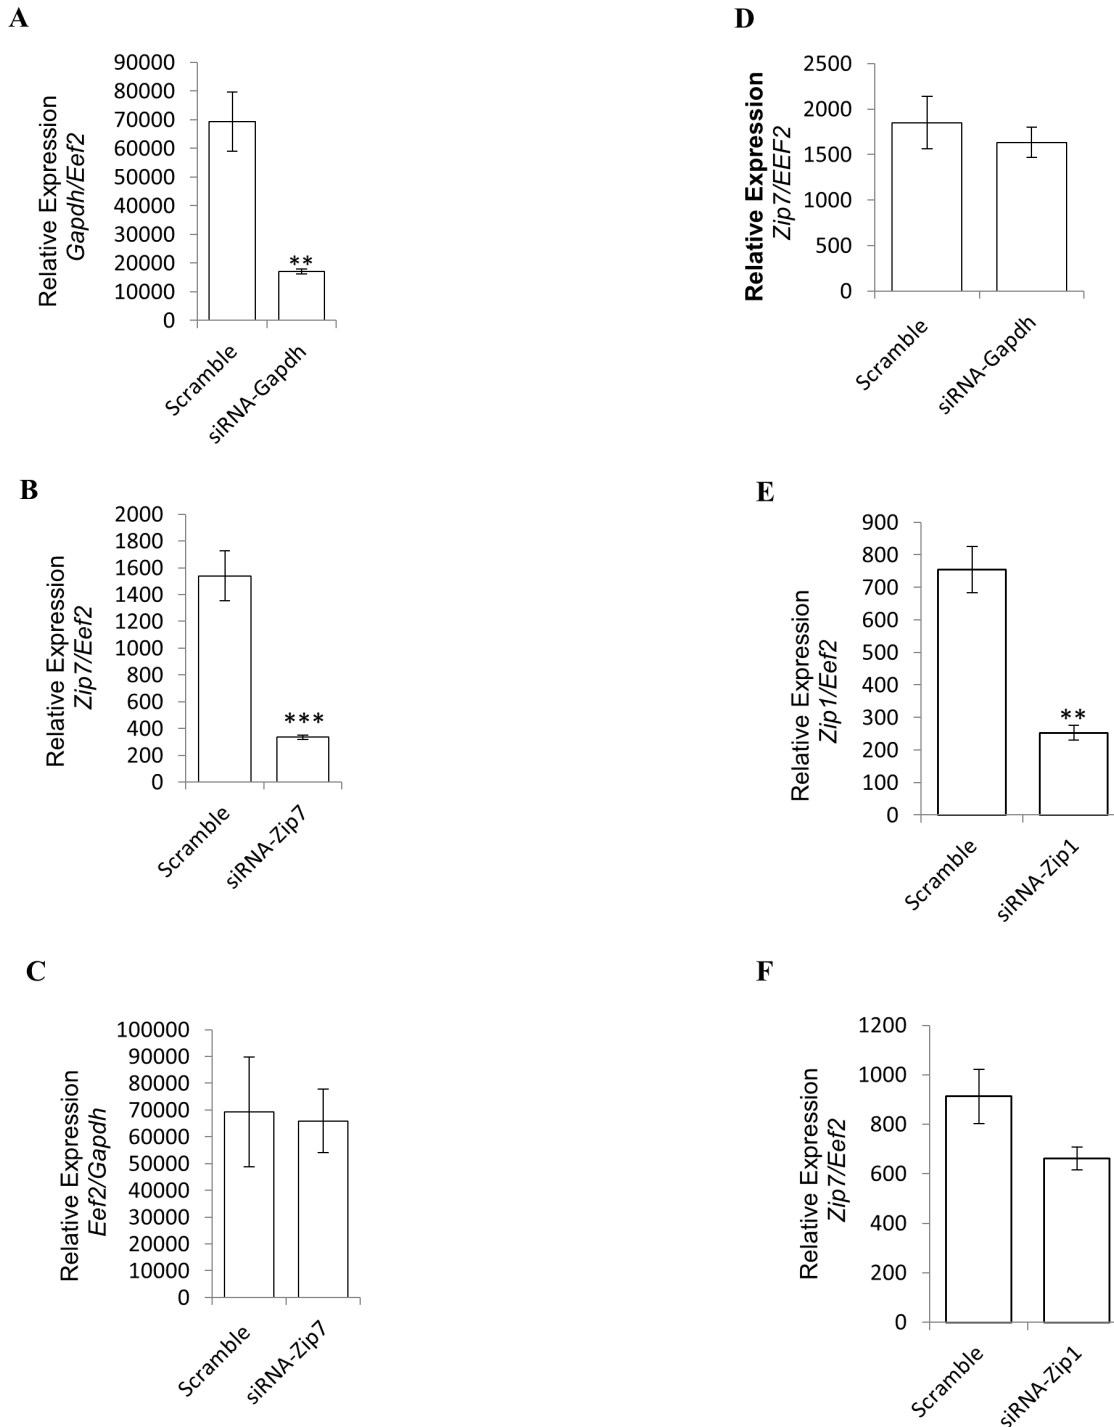 A
90000
80000
70000
60000
50000
40000
30000
20000
10000
0
Relative Expression
Gapdh/Eef2
**
Scramble
siRNA-Gapdh
B
2000
1800
1600
1400
1200
1000
800
600
400
200
0
Relative Expression
Zip7/Eef2
***
Scramble
siRNA-Zip7
C
100000
90000
80000
70000
60000
50000
40000
30000
20000
10000
0
Relative Expression
Eef2/Gapdh
Scramble
siRNA-Zip7
D
2500
2000
1500
1000
500
0
Relative Expression
Zip7/EEF2
Scramble
siRNA-Gapdh
E
900
800
700
600
500
400
300
200
100
0
Relative Expression
Zip1/Eef2
**
Scramble
siRNA-Zip1
F
1200
1000
800
600
400
200
0
Relative Expression
Zip7/Eef2
Scramble
siRNA-Zip1